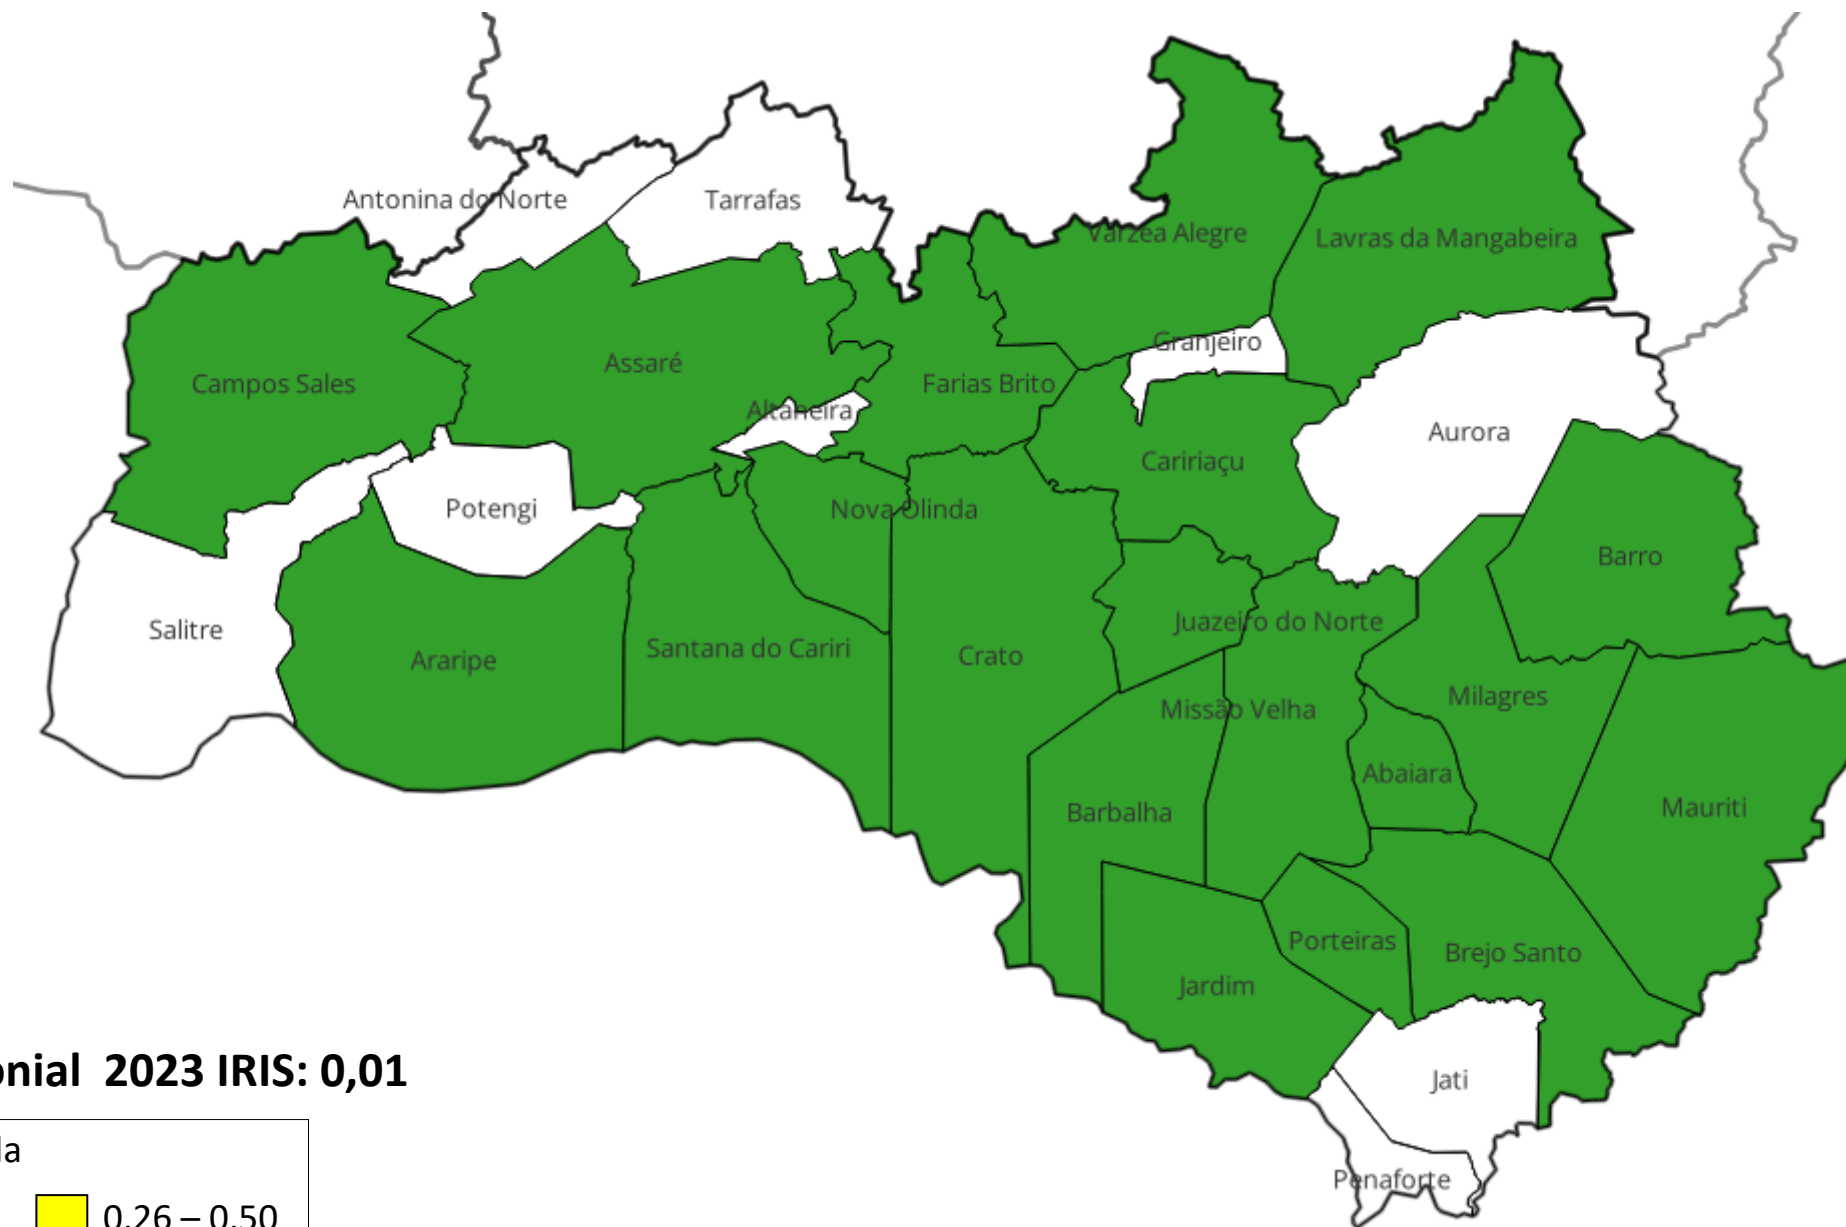 Antonina do Norte
Tarrafas
Várzea Alegre
Lavras da Mangabeira
Granjeiro
Assaré
Campos Sales
Farias Brito
Altaneira
Aurora
Caririaçu
Potengi
Nova Olinda
Barro
Salitre
Juazeiro do Norte
Santana do Cariri
Crato
Araripe
Milagres
Missão Velha
Abaiara
Mauriti
Barbalha
Porteiras
Brejo Santo
Jardim
onial 2023 IRIS: 0,01
Jati
da
Penaforte
0,26 – 0,50